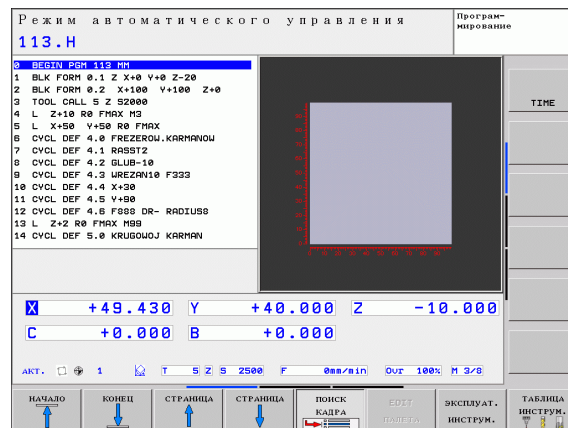 Режим автоматического управления
Програм-
мирование
113.H
0 BEGIN PGM 113 MM
1 BLK FORM 0.1 Z X+0 Y+0 Z-20
2 BLK FORM 0.2 X+100 Y+100 Z+0
3 TOOL CALL 5 Z S2000
4 L Z+10 R0 FMAX M3
5 L X+50 Y+50 R0 FMAX
6 CYCL DEF 4.0 FREZEROW.KARMANOW
7 CYCL DEF 4.1 RASST2
8 CYCL DEF 4.2 GLUB-10
9 CYCL DEF 4.3 WREZAN10 F333
10 CYCL DEF 4.4 X+30
11 CYCL DEF 4.5 Y+90
12 CYCL DEF 4.6 F888 DR- RADIUS8
13 L Z+2 R0 FMAX M99
14 CYCL DEF 5.0 KRUGOWOJ KARMAN
TIME
X +49.430 Y +40.000 Z -10.000
C +0.000 B +0.000
АКТ. 1 T 5 Z S 2500 F 0mm/min Ovr 100% M 3/8
НАЧАЛО
КОНЕЦ
СТРАНИЦА
СТРАНИЦА
ПОИСК
КАДРА
EDIT
ПАЛЕТА
ЭКСПЛУАТ.
ИНСТРУМ.
ТАБЛИЦА
ИНСТРУМ.